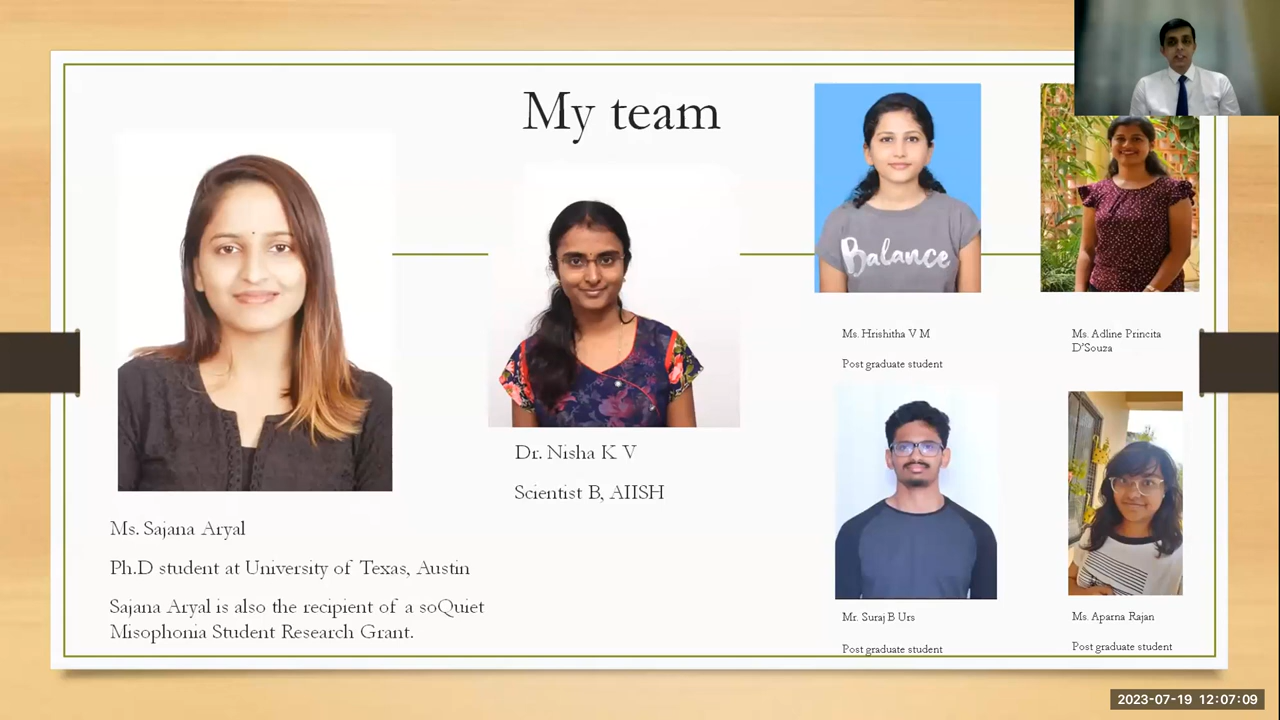 My team
Balance
Ms. Sajana Aryal
Ph.D student at University of Texas, Austin
Sajana Aryal is also the recipient of a soQuiet
Misophonia Student Research Grant.
Dr. Nisha K V
Scientist B, AIISH
Ms. Hrishitha V M
Post graduate student
Ms. Adline Princita
D'Souza
Mr. Suraj B Urs
Post graduate student
Ms. Aparna Rajan
Post graduate student
2023-07-19 12:07:09